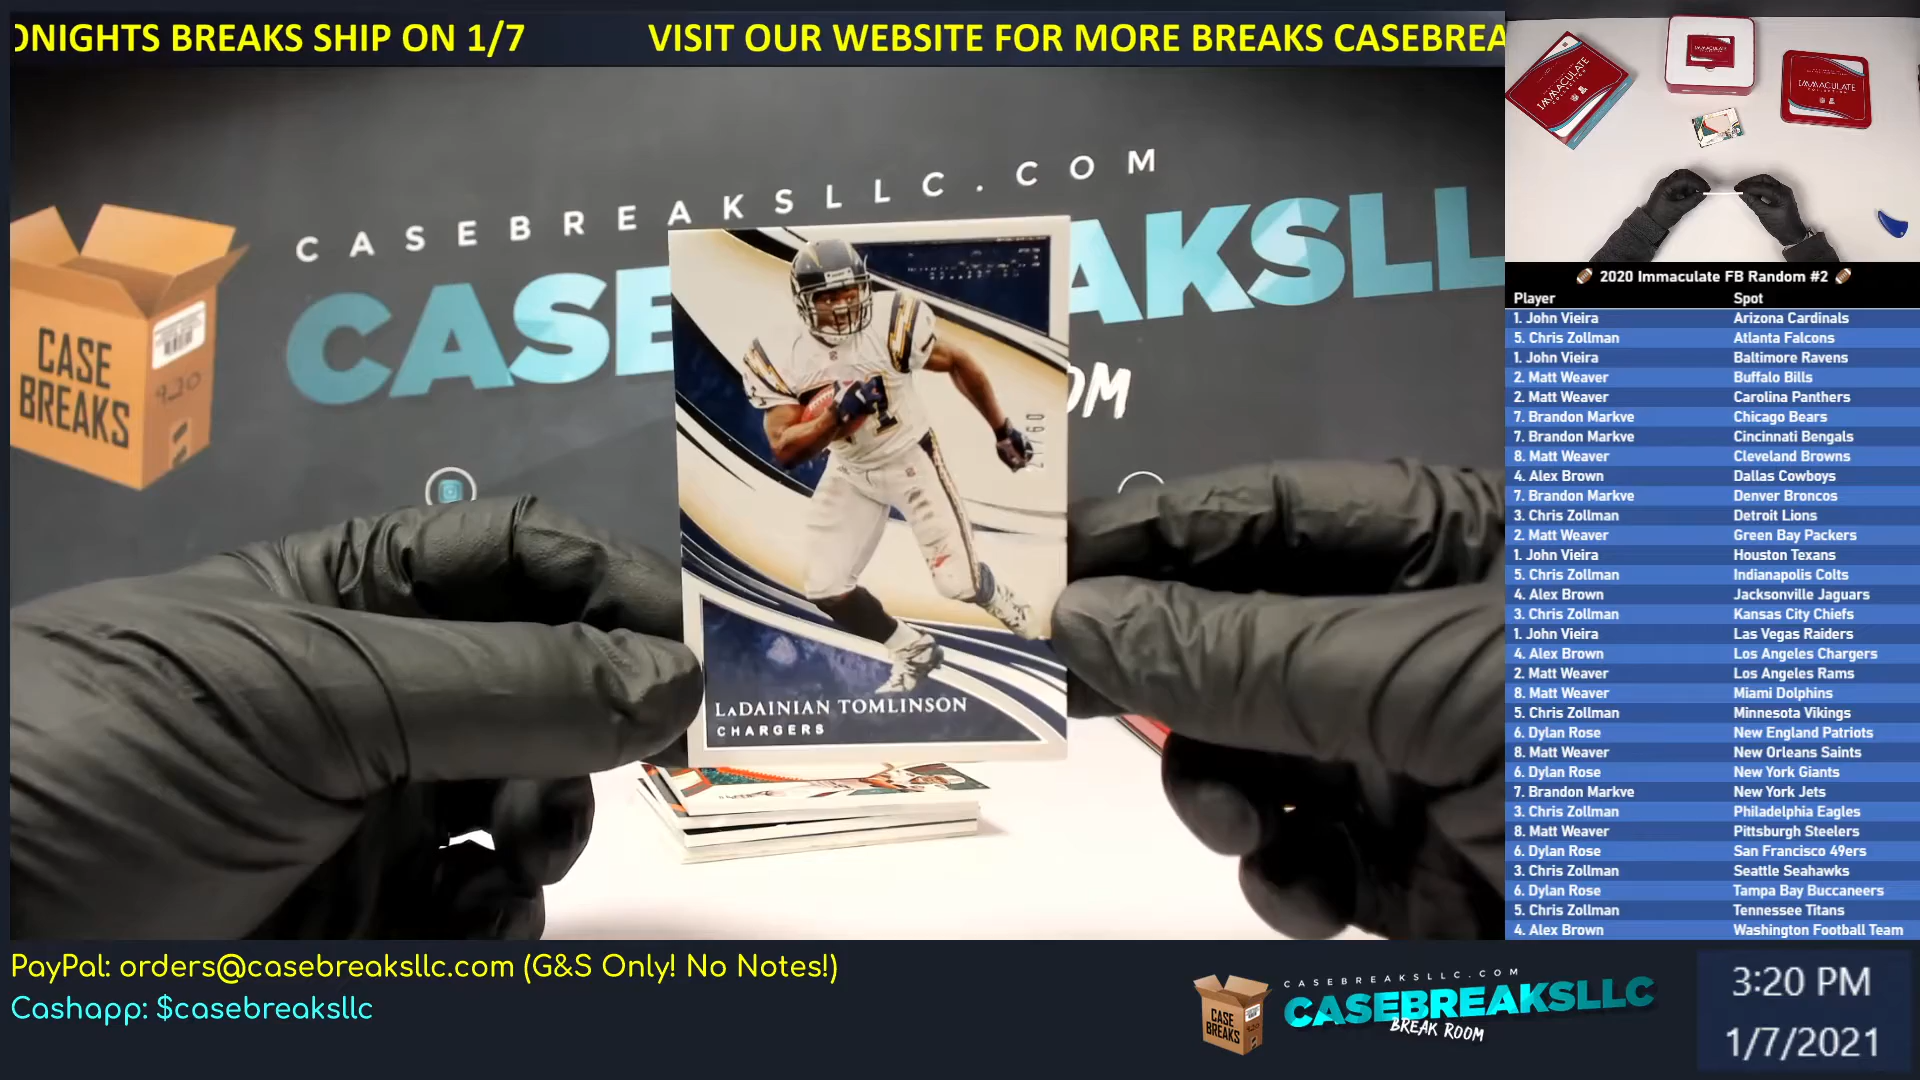 ONIGHTS BREAKS SHIP ON 1/7 VISIT OUR WEBSITE FOR MORE BREAKS CASEBREA
CASEBREAKSLLC.COM
CASE
AKSLL
CASE
BREAKS
920
OM
/60
LADAINIAN TOMLINSON
CHARGERS
IMMACULATE
COLLECTION
IMMACULATE
IMMACULATE
COLLECTION
🏈 2020 Immaculate FB Random #2 🏈
Player Spot
1. John Vieira Arizona Cardinals
5. Chris Zollman Atlanta Falcons
1. John Vieira Baltimore Ravens
2. Matt Weaver Buffalo Bills
2. Matt Weaver Carolina Panthers
7. Brandon Markve Chicago Bears
7. Brandon Markve Cincinnati Bengals
8. Matt Weaver Cleveland Browns
4. Alex Brown Dallas Cowboys
7. Brandon Markve Denver Broncos
3. Chris Zollman Detroit Lions
2. Matt Weaver Green Bay Packers
1. John Vieira Houston Texans
5. Chris Zollman Indianapolis Colts
4. Alex Brown Jacksonville Jaguars
3. Chris Zollman Kansas City Chiefs
1. John Vieira Las Vegas Raiders
4. Alex Brown Los Angeles Chargers
2. Matt Weaver Los Angeles Rams
8. Matt Weaver Miami Dolphins
5. Chris Zollman Minnesota Vikings
6. Dylan Rose New England Patriots
8. Matt Weaver New Orleans Saints
6. Dylan Rose New York Giants
7. Brandon Markve New York Jets
3. Chris Zollman Philadelphia Eagles
8. Matt Weaver Pittsburgh Steelers
6. Dylan Rose San Francisco 49ers
3. Chris Zollman Seattle Seahawks
6. Dylan Rose Tampa Bay Buccaneers
5. Chris Zollman Tennessee Titans
4. Alex Brown Washington Football Team
PayPal: orders@casebreaksllc.com (G&S Only! No Notes!)
Cashapp: $casebreaksllc
CASE
BREAKS
CASEBREAKSLLC.COM
CASEBREAKSLLC
BREAK ROOM
3:20 PM
1/7/2021